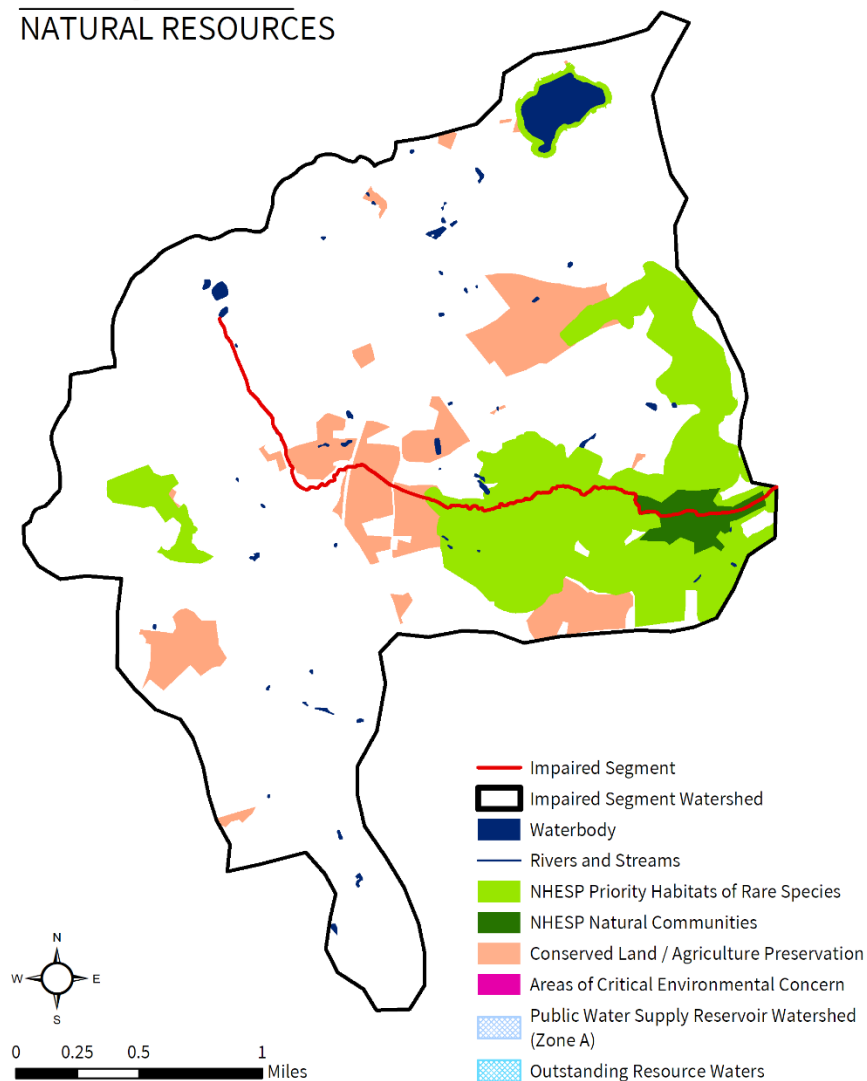 NATURAL RESOURCES
Impaired Segment
Impaired Segment Watershed
Waterbody
Rivers and Streams
NHESP Priority Habitats of Rare Species
NHESP Natural Communities
Conserved Land / Agriculture Preservation
Areas of Critical Environmental Concern
Public Water Supply Reservoir Watershed
(Zone A)
Outstanding Resource Waters
N
W E
S
0 0.25 0.5 1
Miles